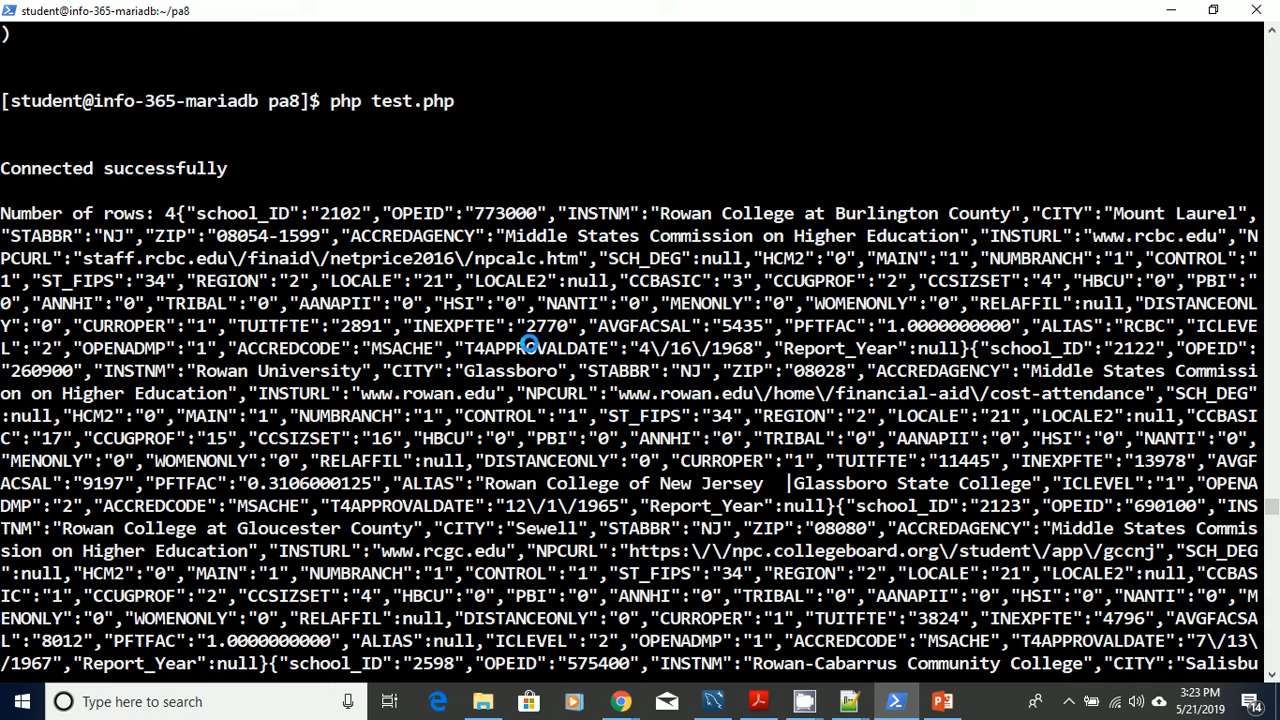 student@info-365-mariadb:~/pa8
)
[student@info-365-mariadb pa8]$ php test.php
Connected successfully
Number of rows: 4{"school_ID":"2102","OPEID":"773000","INSTNM":"Rowan College at Burlington County","CITY":"Mount Laurel",
"STABBR":"NJ","ZIP":"08054-1599","ACCREDAGENCY":"Middle States Commission on Higher Education","INSTURL":"www.rcbc.edu","N
PCURL":"staff.rcbc.edu\/finaid\/netprice2016\/npcalc.htm","SCH_DEG":null,"HCM2":"0","MAIN":"1","NUMBRANCH":"1","CONTROL":"
1","ST_FIPS":"34","REGION":"2","LOCALE":"21","LOCALE2":null,"CCBASIC":"3","CCUGPROF":"2","CCSIZSET":"4","HBCU":"0","PBI":"
0","ANNHI":"0","TRIBAL":"0","AANAPII":"0","HSI":"0","NANTI":"0","MENONLY":"0","WOMENONLY":"0","RELAFFIL":null,"DISTANCEONL
Y":"0","CURROPER":"1","TUITFTE":"2891","INEXPFTE":"2770","AVGFACSAL":"5435","PFTFAC":"1.0000000000","ALIAS":"RCBC","ICLEVE
L":"2","OPENADMP":"1","ACCREDCODE":"MSACHE","T4APPROVALDATE":"4\/16\/1968","Report_Year":null}{"school_ID":"2122","OPEID":
"260900","INSTNM":"Rowan University","CITY":"Glassboro","STABBR":"NJ","ZIP":"08028","ACCREDAGENCY":"Middle States Commissi
on on Higher Education","INSTURL":"www.rowan.edu","NPCURL":"www.rowan.edu\/home\/financial-aid\/cost-attendance","SCH_DEG"
:null,"HCM2":"0","MAIN":"1","NUMBRANCH":"1","CONTROL":"1","ST_FIPS":"34","REGION":"2","LOCALE":"21","LOCALE2":null,"CCBASI
C":"17","CCUGPROF":"15","CCSIZSET":"16","HBCU":"0","PBI":"0","ANNHI":"0","TRIBAL":"0","AANAPII":"0","HSI":"0","NANTI":"0",
"MENONLY":"0","WOMENONLY":"0","RELAFFIL":null,"DISTANCEONLY":"0","CURROPER":"1","TUITFTE":"11445","INEXPFTE":"13978","AVGF
ACSAL":"9197","PFTFAC":"0.3106000125","ALIAS":"Rowan College of New Jersey  |Glassboro State College","ICLEVEL":"1","OPENA
DMP":"2","ACCREDCODE":"MSACHE","T4APPROVALDATE":"12\/1\/1965","Report_Year":null}{"school_ID":"2123","OPEID":"690100","INS
TNM":"Rowan College at Gloucester County","CITY":"Sewell","STABBR":"NJ","ZIP":"08080","ACCREDAGENCY":"Middle States Commis
sion on Higher Education","INSTURL":"www.rcgc.edu","NPCURL":"https:\/\/npc.collegeboard.org\/student\/app\/gccnj","SCH_DEG
":null,"HCM2":"0","MAIN":"1","NUMBRANCH":"1","CONTROL":"1","ST_FIPS":"34","REGION":"2","LOCALE":"21","LOCALE2":null,"CCBAS
IC":"1","CCUGPROF":"2","CCSIZSET":"4","HBCU":"0","PBI":"0","ANNHI":"0","TRIBAL":"0","AANAPII":"0","HSI":"0","NANTI":"0","M
ENONLY":"0","WOMENONLY":"0","RELAFFIL":null,"DISTANCEONLY":"0","CURROPER":"1","TUITFTE":"3824","INEXPFTE":"4796","AVGFACSA
L":"8012","PFTFAC":"1.0000000000","ALIAS":null,"ICLEVEL":"2","OPENADMP":"1","ACCREDCODE":"MSACHE","T4APPROVALDATE":"7\/13\
/1967","Report_Year":null}{"school_ID":"2598","OPEID":"575400","INSTNM":"Rowan-Cabarrus Community College","CITY":"Salisbu
Type here to search
3:23 PM
5/21/2019
14